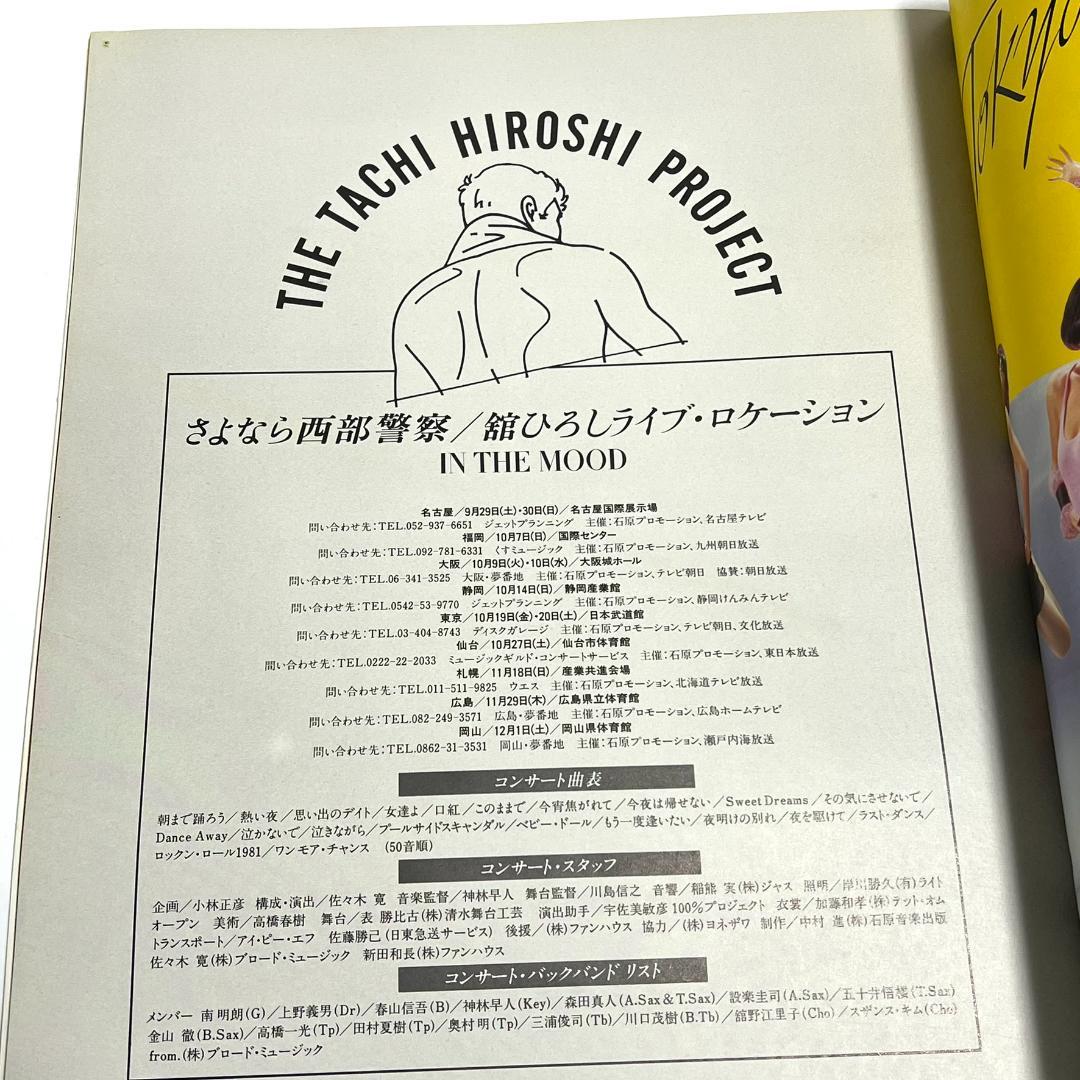 THE TACHI HIROSHI PROJECT
さよなら西部警察/舘ひろしライブ・ロケーション
IN THE MOOD
名古屋/9月29日(土)・30日(日)/名古屋国際展示場
問い合わせ先:TEL.052-937-6651 ジェットプランニング 主催:石原プロモーション、名古屋テレビ
福岡/10月7日(日)/国際センター
問い合わせ先:TEL.092-781-6331 くすミュージック 主催:石原プロモーション、九州朝日放送
大阪/10月9日(火)・10日(水)/大阪城ホール
問い合わせ先:TEL.06-341-3525 大阪・夢番地 主催:石原プロモーション、テレビ朝日 協賛:朝日放送
静岡/10月14日(日)/静岡産業館
問い合わせ先:TEL.0542-53-9770 ジェットプランニング 主催:石原プロモーション、静岡けんみんテレビ
東京/10月19日(金)・20日(土)/日本武道館
問い合わせ先:TEL.03-404-8743 ディスクガレージ 主催:石原プロモーション、テレビ朝日、文化放送
仙台/10月27日(土)/仙台市体育館
問い合わせ先:TEL.0222-22-2033 ミュージックギルド・コンサートサービス 主催:石原プロモーション、東日本放送
札幌/11月18日(日)/産業共進会場
問い合わせ先:TEL.011-511-9825 ウエス 主催:石原プロモーション、北海道テレビ放送
広島/11月29日(木)/広島県立体育館
問い合わせ先:TEL.082-249-3571 広島・夢番地 主催:石原プロモーション、広島ホームテレビ
岡山/12月1日(土)/岡山県体育館
問い合わせ先:TEL.0862-31-3531 岡山・夢番地 主催:石原プロモーション、瀬戸内海放送
コンサート曲表
朝まで踊ろう/熱い夜/思い出のデイト/女達よ/口紅/このままで/今宵焦がれて/今夜は帰せない/Sweet Dreams/その気にさせないで/
Dance Away/泣かないで/泣きながら/プールサイドスキャンダル/ベビー・ドール/もう一度逢いたい/夜明けの別れ/夜を駆けて/ラスト・ダンス/
ロックン・ロール1981/ワンモア・チャンス (50音順)
コンサート・スタッフ
企画/小林正彦 構成・演出/佐々木 寛 音楽監督/神林早人 舞台監督/川島信之 音響/稲熊 実(株)ジャス 照明/岸川勝久(有)ライト
オープン 美術/高橋春樹 舞台/表 勝比古(株)清水舞台工芸 演出助手/宇佐美敏彦100%プロジェクト 衣裳/加藤和孝(株)テット・オム
トランスポート/アイ・ピー・エフ 佐藤勝己(日東急送サービス) 後援/(株)ファンハウス 協力/(株)ヨネザワ 制作/中村 進(株)石原音楽出版
佐々木 寛(株)ブロード・ミュージック 新田和長(株)ファンハウス
コンサート・バックバンドリスト
メンバー 南 明朗(G)/上野義男(Dr)/春山信吾(B)/神林早人(Key)/森田真人(A.Sax&T.Sax)/設楽圭司(A.Sax)/(T.Sax)
金山 徹(B.Sax)/高橋一光(Tp)/田村夏樹(Tp)/奥村明(Tp)/三浦俊司(Tb)/川口茂樹(B.Tb)/舘野江里子(Cho)/スザンス・キム(Cho)
from.(株)ブロード・ミュージック
Tokyo